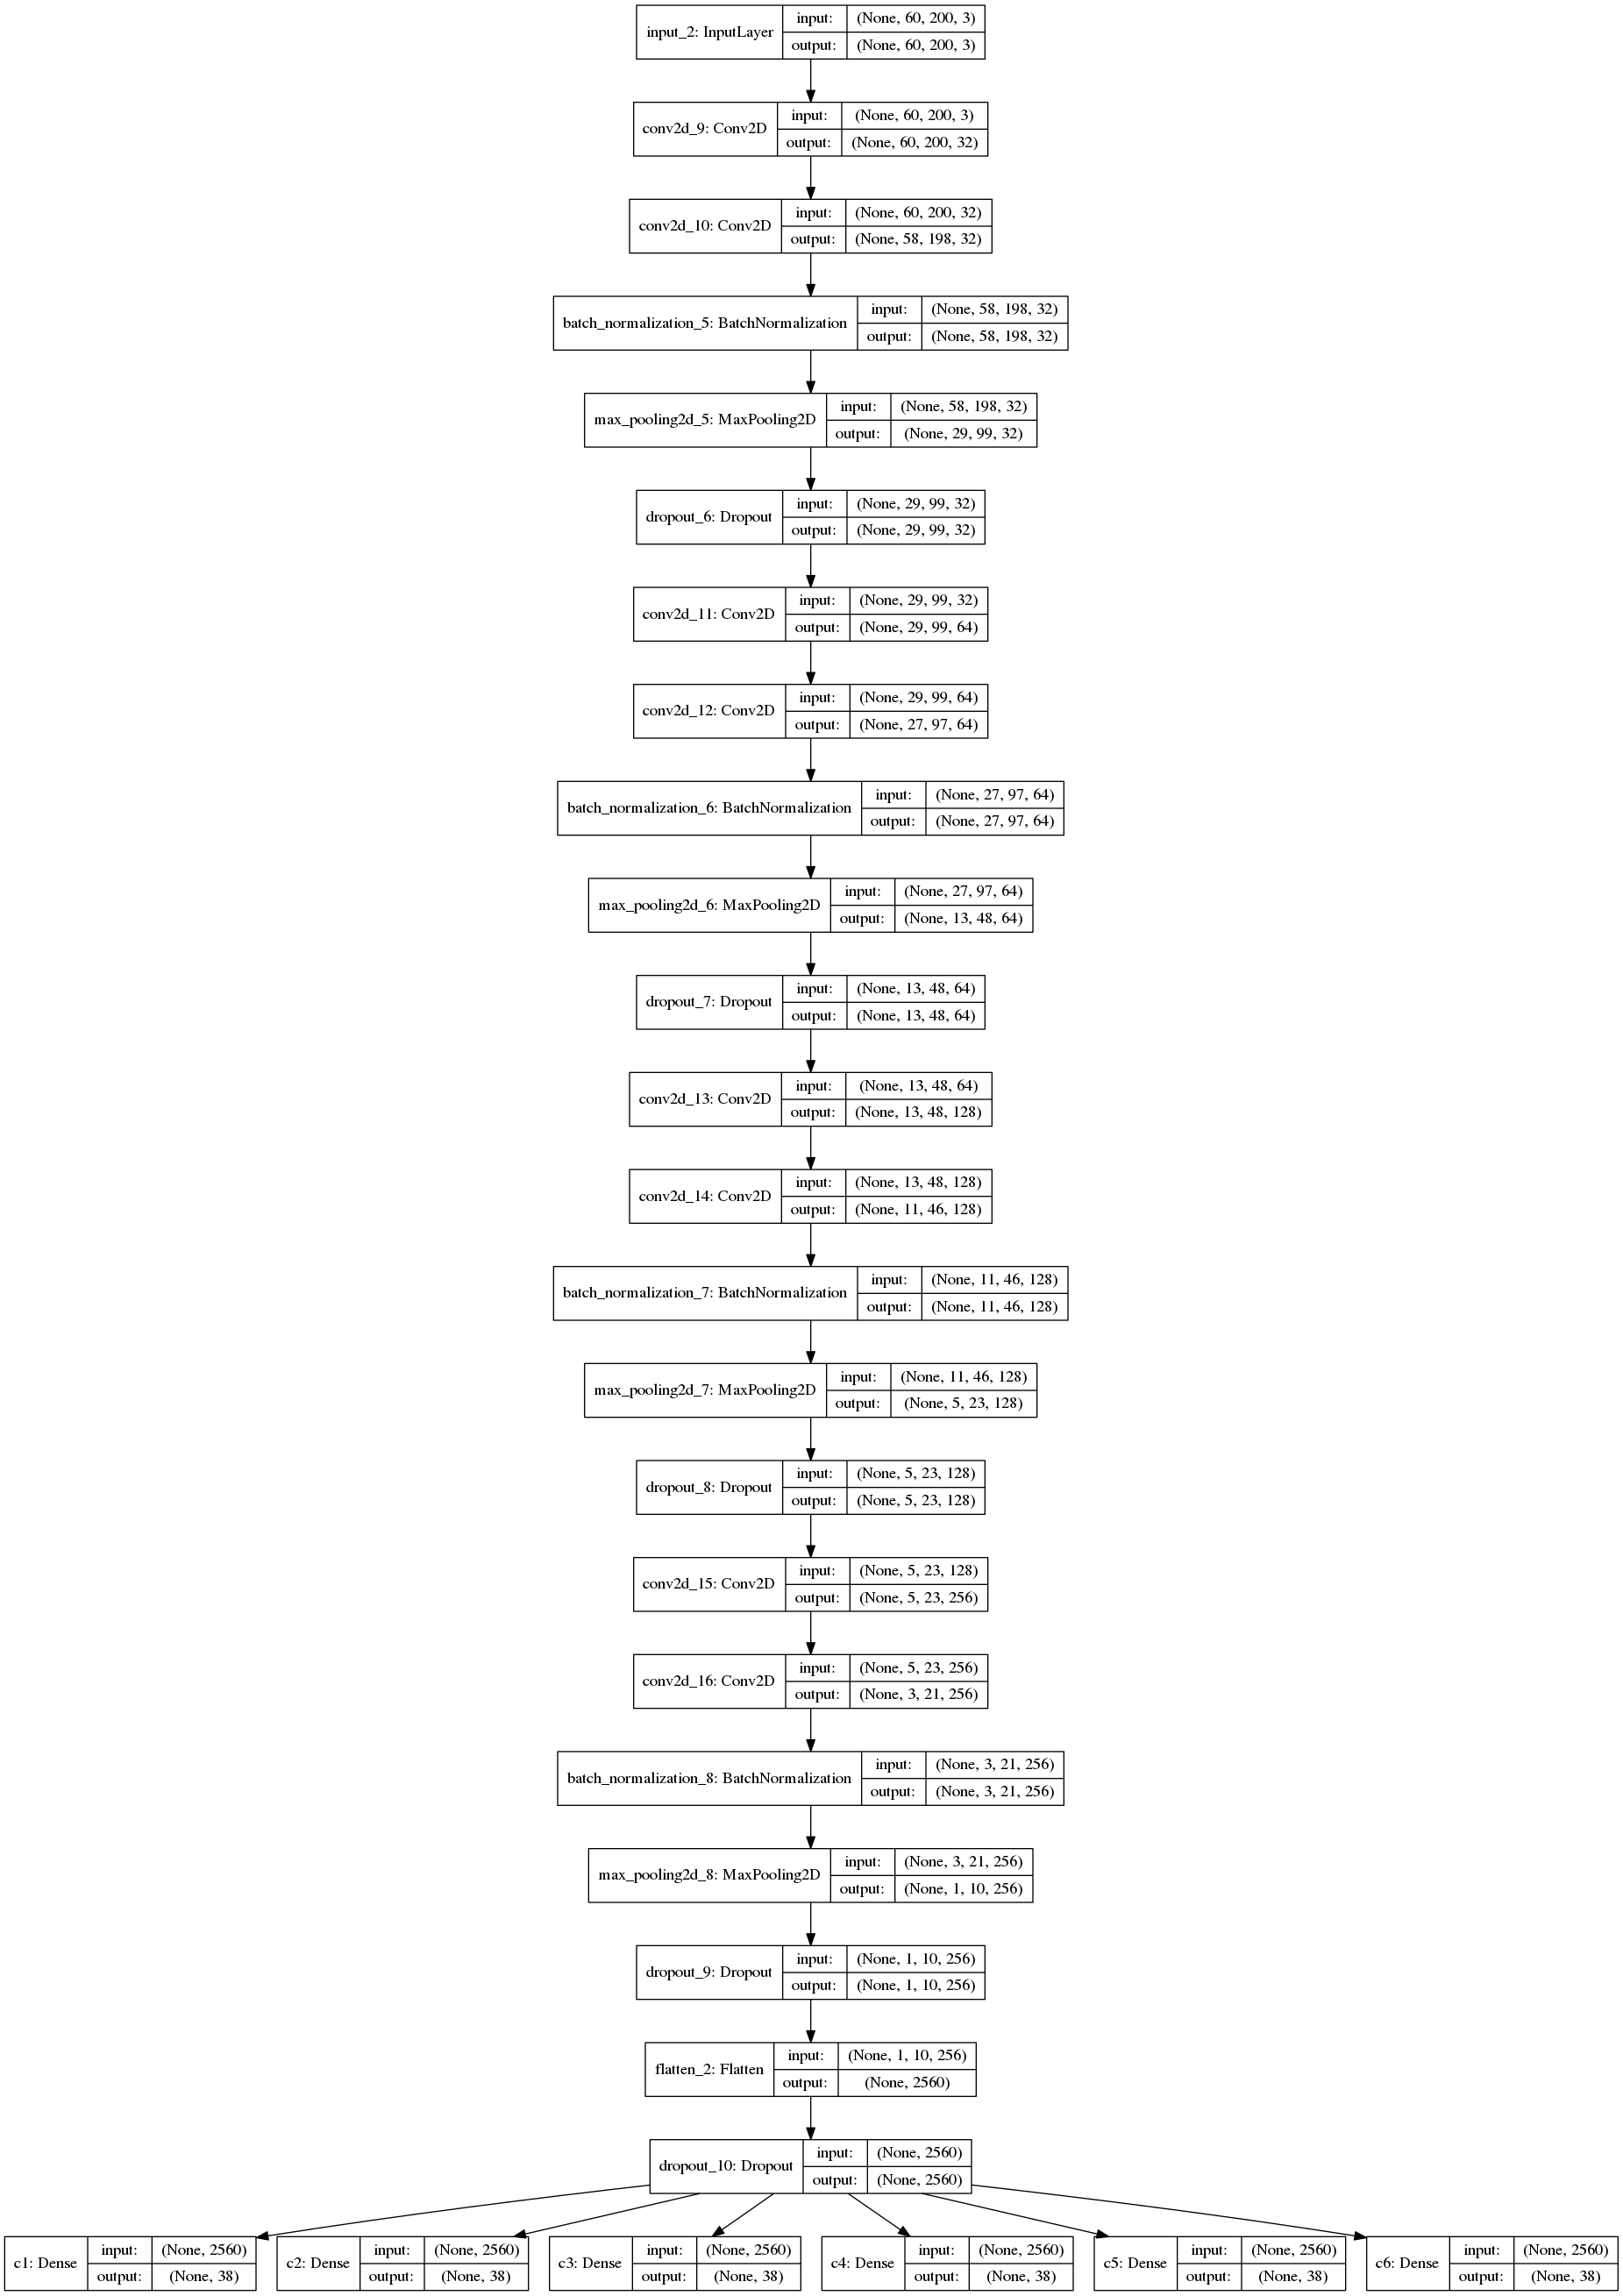 input_2: InputLayer
input: (None, 60, 200, 3)
output: (None, 60, 200, 3)
conv2d_9: Conv2D
input: (None, 60, 200, 3)
output: (None, 60, 200, 32)
conv2d_10: Conv2D
input: (None, 60, 200, 32)
output: (None, 58, 198, 32)
batch_normalization_5: BatchNormalization
input: (None, 58, 198, 32)
output: (None, 58, 198, 32)
max_pooling2d_5: MaxPooling2D
input: (None, 58, 198, 32)
output: (None, 29, 99, 32)
dropout_6: Dropout
input: (None, 29, 99, 32)
output: (None, 29, 99, 32)
conv2d_11: Conv2D
input: (None, 29, 99, 32)
output: (None, 29, 99, 64)
conv2d_12: Conv2D
input: (None, 29, 99, 64)
output: (None, 27, 97, 64)
batch_normalization_6: BatchNormalization
input: (None, 27, 97, 64)
output: (None, 27, 97, 64)
max_pooling2d_6: MaxPooling2D
input: (None, 27, 97, 64)
output: (None, 13, 48, 64)
dropout_7: Dropout
input: (None, 13, 48, 64)
output: (None, 13, 48, 64)
conv2d_13: Conv2D
input: (None, 13, 48, 64)
output: (None, 13, 48, 128)
conv2d_14: Conv2D
input: (None, 13, 48, 128)
output: (None, 11, 46, 128)
batch_normalization_7: BatchNormalization
input: (None, 11, 46, 128)
output: (None, 11, 46, 128)
max_pooling2d_7: MaxPooling2D
input: (None, 11, 46, 128)
output: (None, 5, 23, 128)
dropout_8: Dropout
input: (None, 5, 23, 128)
output: (None, 5, 23, 128)
conv2d_15: Conv2D
input: (None, 5, 23, 128)
output: (None, 5, 23, 256)
conv2d_16: Conv2D
input: (None, 5, 23, 256)
output: (None, 3, 21, 256)
batch_normalization_8: BatchNormalization
input: (None, 3, 21, 256)
output: (None, 3, 21, 256)
max_pooling2d_8: MaxPooling2D
input: (None, 3, 21, 256)
output: (None, 1, 10, 256)
dropout_9: Dropout
input: (None, 1, 10, 256)
output: (None, 1, 10, 256)
flatten_2: Flatten
input: (None, 1, 10, 256)
output: (None, 2560)
dropout_10: Dropout
input: (None, 2560)
output: (None, 2560)
c1: Dense
input: (None, 2560)
output: (None, 38)
c2: Dense
input: (None, 2560)
output: (None, 38)
c3: Dense
input: (None, 2560)
output: (None, 38)
c4: Dense
input: (None, 2560)
output: (None, 38)
c5: Dense
input: (None, 2560)
output: (None, 38)
c6: Dense
input: (None, 2560)
output: (None, 38)